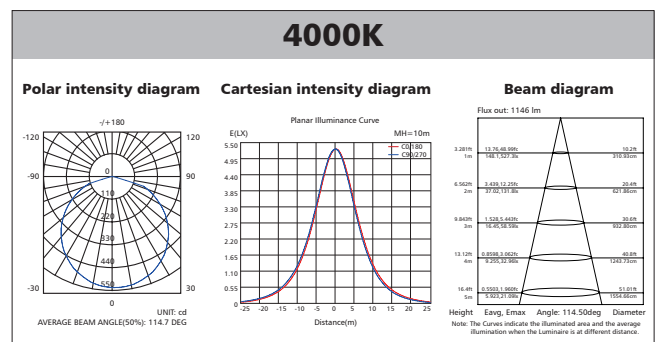 4000K
Polar intensity diagram
Cartesian intensity diagram
Beam diagram
-/+180
-120
120
-90
90
-30
30
0
0
110
220
330
440
550
UNIT: cd
AVERAGE BEAM ANGLE(50%): 114.7 DEG
Planar Illuminance Curve
E(LX)
MH=10m
C0/180
C90/270
5.50
4.95
4.40
3.85
3.30
2.75
2.20
1.65
1.10
0.55
0
-25 -20 -15 -10 -5 0 5 10 15 20 25
Distance(m)
Flux out: 1146 lm
3.281ft 13.76,48.99fc 10.2ft
1m 148.1,527.3lx 310.93cm
6.562ft 3.439,12.25fc 20.4ft
2m 37.02,131.8lx 621.86cm
9.843ft 1.528,5.443fc 30.6ft
3m 16.45,58.59lx 932.80cm
13.12ft 0.8598,3.062fc 40.8ft
4m 9.255,32.96lx 1243.73cm
16.4ft 0.5503,1.960fc 51.01ft
5m 5.923,21.09lx 1554.66cm
Height Eavg, Emax Angle: 114.50deg Diameter
Note: The Curves indicate the illuminated area and the average
illumination when the Luminaire is at different distance.